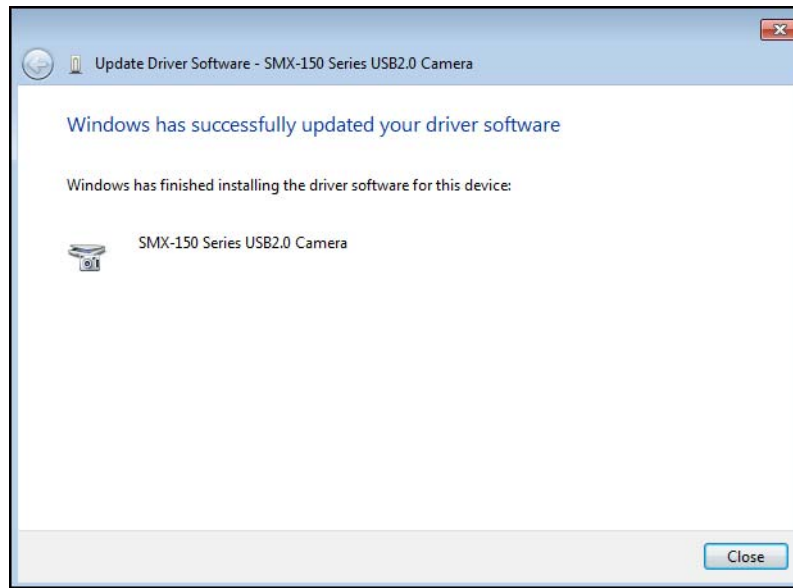 Update Driver Software - SMX-150 Series USB2.0 Camera
Windows has successfully updated your driver software
Windows has finished installing the driver software for this device:
SMX-150 Series USB2.0 Camera
Close